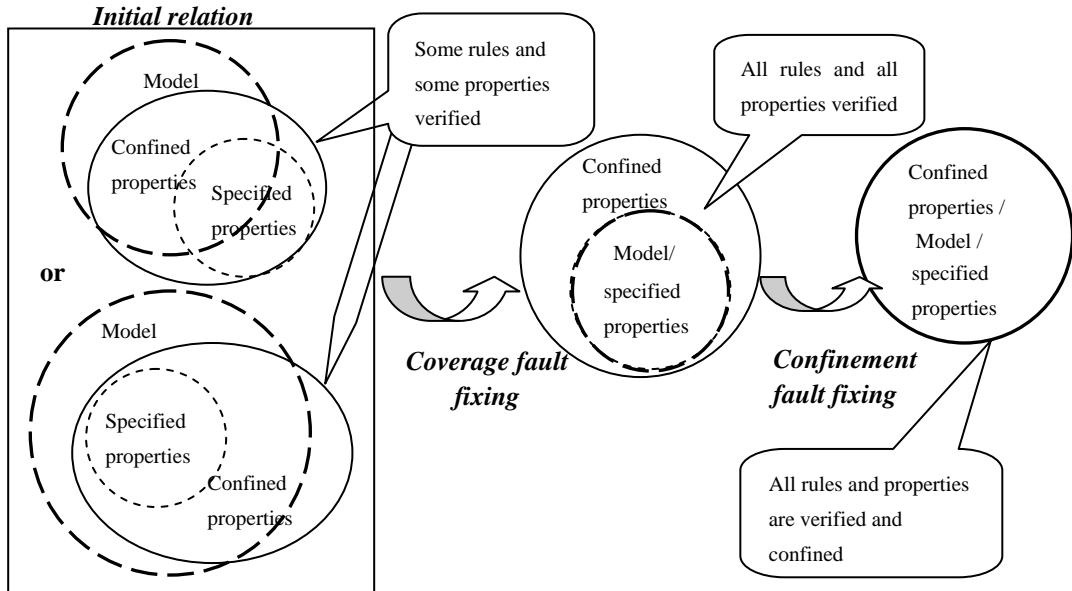 Initial relation
Model
Confined
properties
Specified
properties
or
Model
Specified
properties
Confined
properties
Some rules and
some properties
verified
Coverage fault
fixing
Confined
properties
Model/
specified
properties
All rules and all
properties verified
Confinement
fault fixing
Confined
properties /
Model /
specified
properties
All rules and properties
are verified and
confined